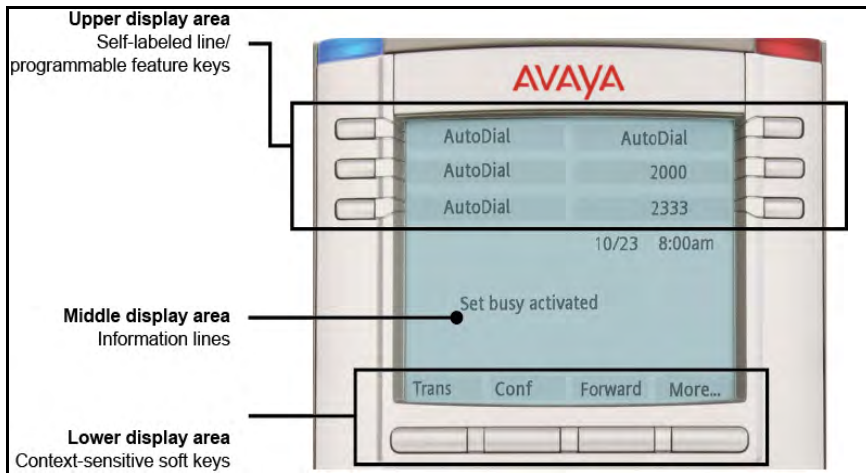 Upper display area
Self-labeled line/
programmable feature keys
AVAYA
AutoDial AutoDial
AutoDial 2000
AutoDial 2333
10/23 8:00am
Middle display area
Information lines
Set busy activated
Trans Conf Forward More...
Lower display area
Context-sensitive soft keys